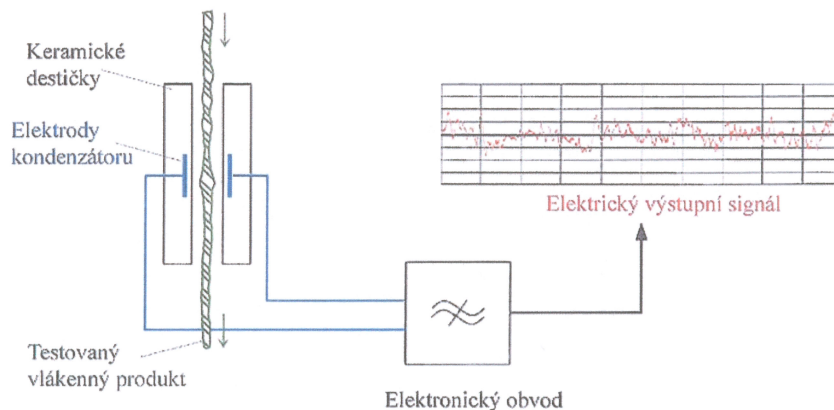 Keramické
destičky
Elektrody
kondenzátoru
Elektrický výstupní signál
Testovaný
vlákenný produkt
Elektronický obvod